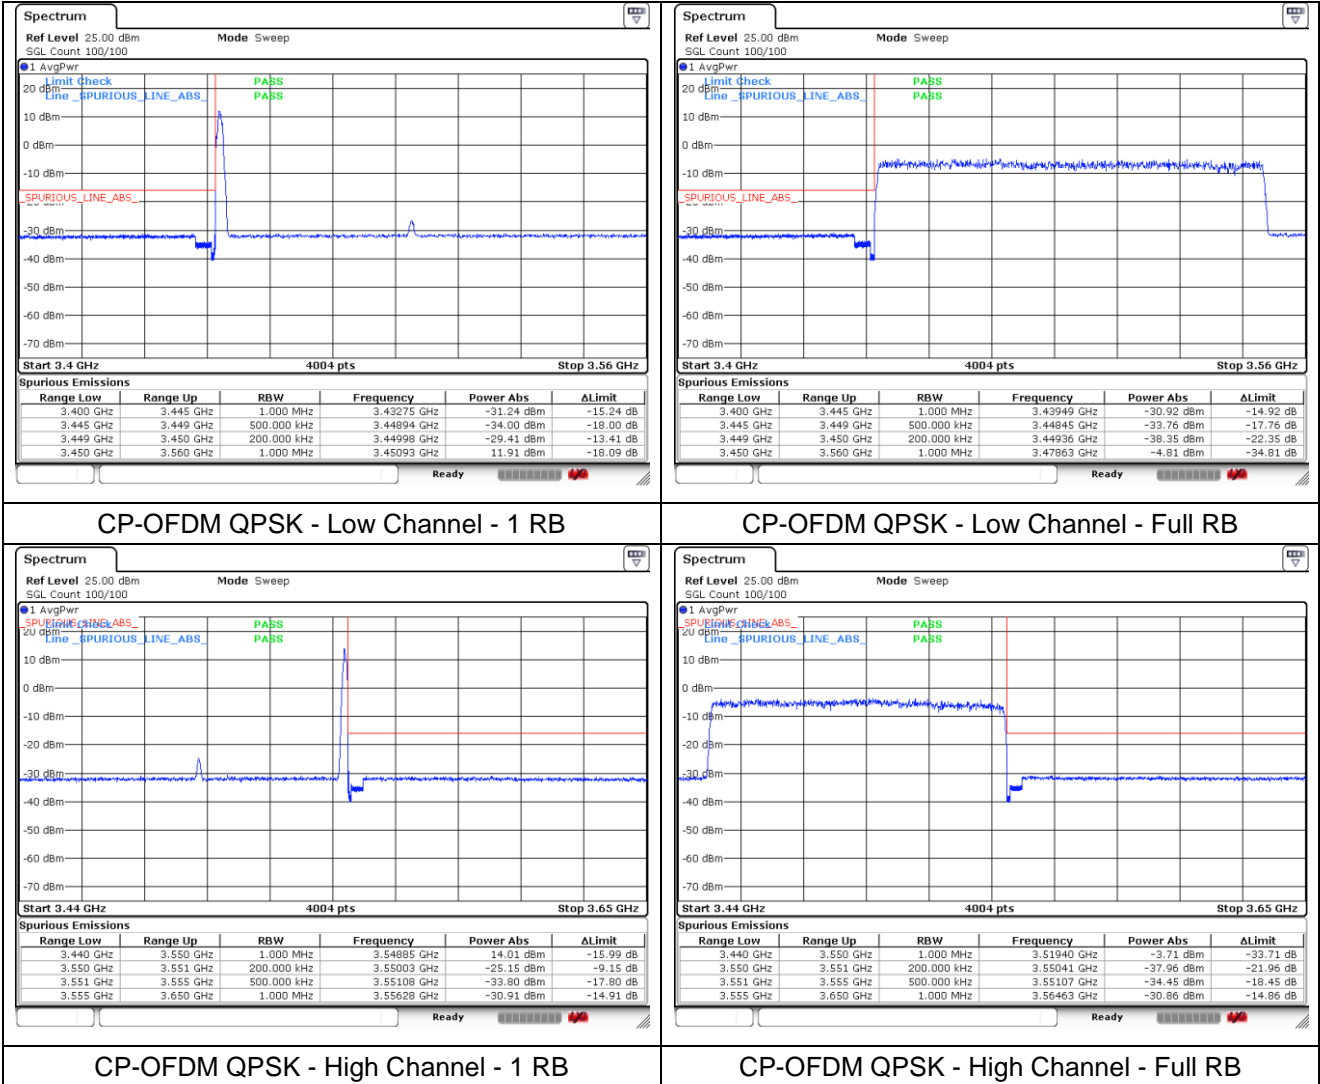 Spectrum
Ref Level 25.00 dBm Mode Sweep
SGL Count 100/100
1 AvgPwr
Limit Check PASS
20 dBm
Line _SPURIOUS_LINE_ABS_ PASS
10 dBm
0 dBm
-10 dBm
_SPURIOUS_LINE_ABS_
-30 dBm
-40 dBm
-50 dBm
-60 dBm
-70 dBm
Start 3.4 GHz 4004 pts Stop 3.56 GHz
Spurious Emissions
Range Low Range Up RBW Frequency Power Abs ΔLimit
3.400 GHz 3.445 GHz 1.000 MHz 3.43275 GHz -31.24 dBm -15.24 dB
3.445 GHz 3.449 GHz 500.000 kHz 3.44894 GHz -34.00 dBm -18.00 dB
3.449 GHz 3.450 GHz 200.000 kHz 3.44998 GHz -29.41 dBm -13.41 dB
3.450 GHz 3.560 GHz 1.000 MHz 3.45093 GHz 11.91 dBm -18.09 dB
Ready
CP-OFDM QPSK - Low Channel - 1 RB
Spectrum
Ref Level 25.00 dBm Mode Sweep
SGL Count 100/100
1 AvgPwr
Limit Check PASS
20 dBm
Line _SPURIOUS_LINE_ABS_ PASS
10 dBm
0 dBm
-10 dBm
_SPURIOUS_LINE_ABS_
-30 dBm
-40 dBm
-50 dBm
-60 dBm
-70 dBm
Start 3.4 GHz 4004 pts Stop 3.56 GHz
Spurious Emissions
Range Low Range Up RBW Frequency Power Abs ΔLimit
3.400 GHz 3.445 GHz 1.000 MHz 3.43949 GHz -30.92 dBm -14.92 dB
3.445 GHz 3.449 GHz 500.000 kHz 3.44845 GHz -33.76 dBm -17.76 dB
3.449 GHz 3.450 GHz 200.000 kHz 3.44936 GHz -38.35 dBm -22.35 dB
3.450 GHz 3.560 GHz 1.000 MHz 3.47863 GHz -4.81 dBm -34.81 dB
Ready
CP-OFDM QPSK - Low Channel - Full RB
Spectrum
Ref Level 25.00 dBm Mode Sweep
SGL Count 100/100
1 AvgPwr
_SPURIOUS_LINE_ABS_
Limit Check PASS
20 dBm
Line _SPURIOUS_LINE_ABS_ PASS
10 dBm
0 dBm
-10 dBm
-20 dBm
-30 dBm
-40 dBm
-50 dBm
-60 dBm
-70 dBm
Start 3.44 GHz 4004 pts Stop 3.65 GHz
Spurious Emissions
Range Low Range Up RBW Frequency Power Abs ΔLimit
3.440 GHz 3.550 GHz 1.000 MHz 3.54885 GHz 14.01 dBm -15.99 dB
3.550 GHz 3.551 GHz 200.000 kHz 3.55003 GHz -25.15 dBm -9.15 dB
3.551 GHz 3.555 GHz 500.000 kHz 3.55108 GHz -33.80 dBm -17.80 dB
3.555 GHz 3.650 GHz 1.000 MHz 3.55628 GHz -30.91 dBm -14.91 dB
Ready
CP-OFDM QPSK - High Channel - 1 RB
Spectrum
Ref Level 25.00 dBm Mode Sweep
SGL Count 100/100
1 AvgPwr
_SPURIOUS_LINE_ABS_
Limit Check PASS
20 dBm
Line _SPURIOUS_LINE_ABS_ PASS
10 dBm
0 dBm
-10 dBm
-20 dBm
-30 dBm
-40 dBm
-50 dBm
-60 dBm
-70 dBm
Start 3.44 GHz 4004 pts Stop 3.65 GHz
Spurious Emissions
Range Low Range Up RBW Frequency Power Abs ΔLimit
3.440 GHz 3.550 GHz 1.000 MHz 3.51940 GHz -3.71 dBm -33.71 dB
3.550 GHz 3.551 GHz 200.000 kHz 3.55041 GHz -37.96 dBm -21.96 dB
3.551 GHz 3.555 GHz 500.000 kHz 3.55107 GHz -34.45 dBm -18.45 dB
3.555 GHz 3.650 GHz 1.000 MHz 3.56463 GHz -30.86 dBm -14.86 dB
Ready
CP-OFDM QPSK - High Channel - Full RB